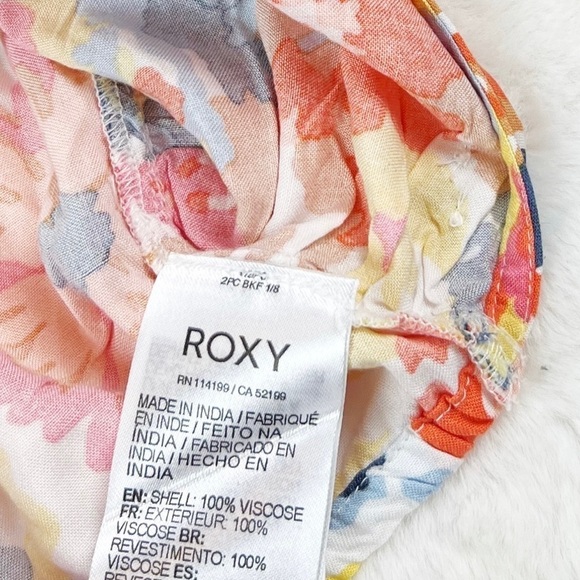 2PC BKF 1/8
ROXY
RN 114199 / CA 52199
MADE IN INDIA / FABRIQUÉ
EN INDE / FEITO NA
ÍNDIA / FABRICADO EN
INDIA / HECHO EN
INDIA
EN: SHELL: 100% VISCOSE
FR: EXTÉRIEUR: 100%
VISCOSE BR:
REVESTIMENTO: 100%
VISCOSE ES: